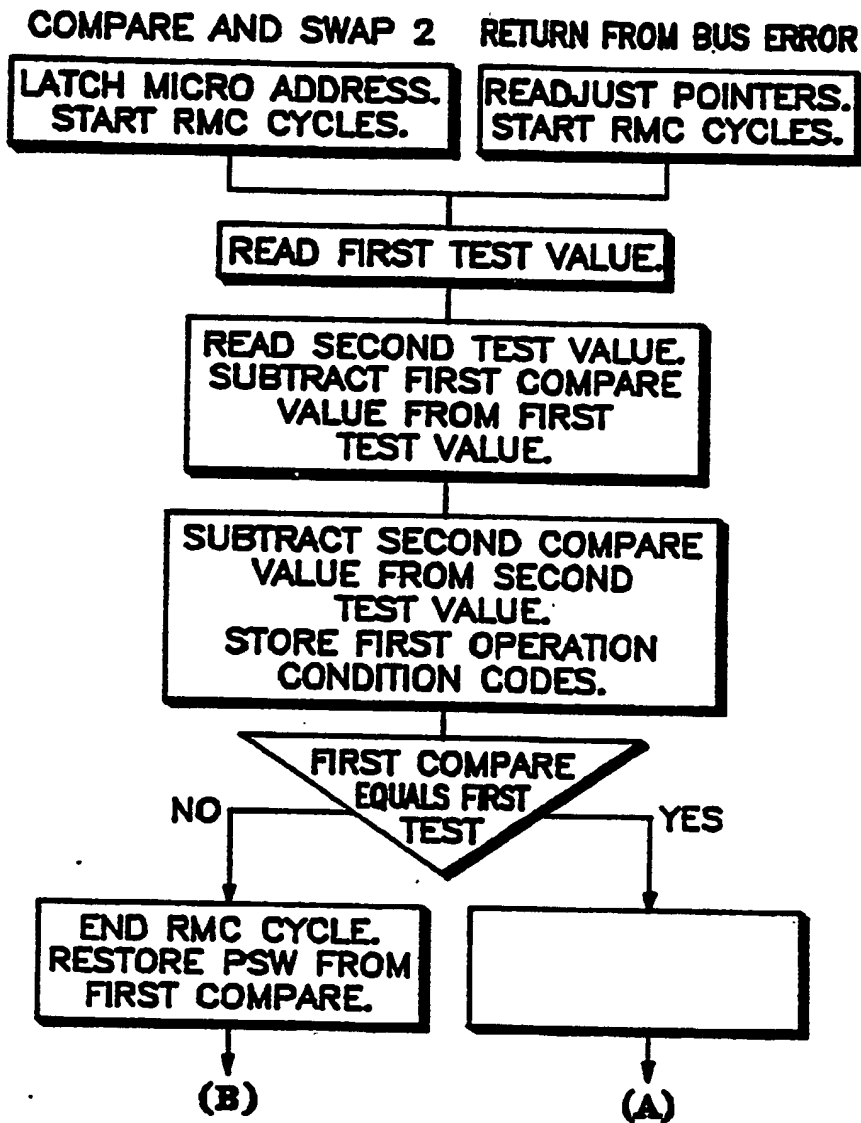 COMPARE AND SWAP 2
RETURN FROM BUS ERROR
LATCH MICRO ADDRESS.
START RMC CYCLES.
READJUST POINTERS.
START RMC CYCLES.
READ FIRST TEST VALUE.
READ SECOND TEST VALUE.
SUBTRACT FIRST COMPARE
VALUE FROM FIRST
TEST VALUE.
SUBTRACT SECOND COMPARE
VALUE FROM SECOND
TEST VALUE.
STORE FIRST OPERATION
CONDITION CODES.
FIRST COMPARE
EQUALS FIRST
TEST
NO
YES
END RMC CYCLE.
RESTORE PSW FROM
FIRST COMPARE.
(B)
(A)